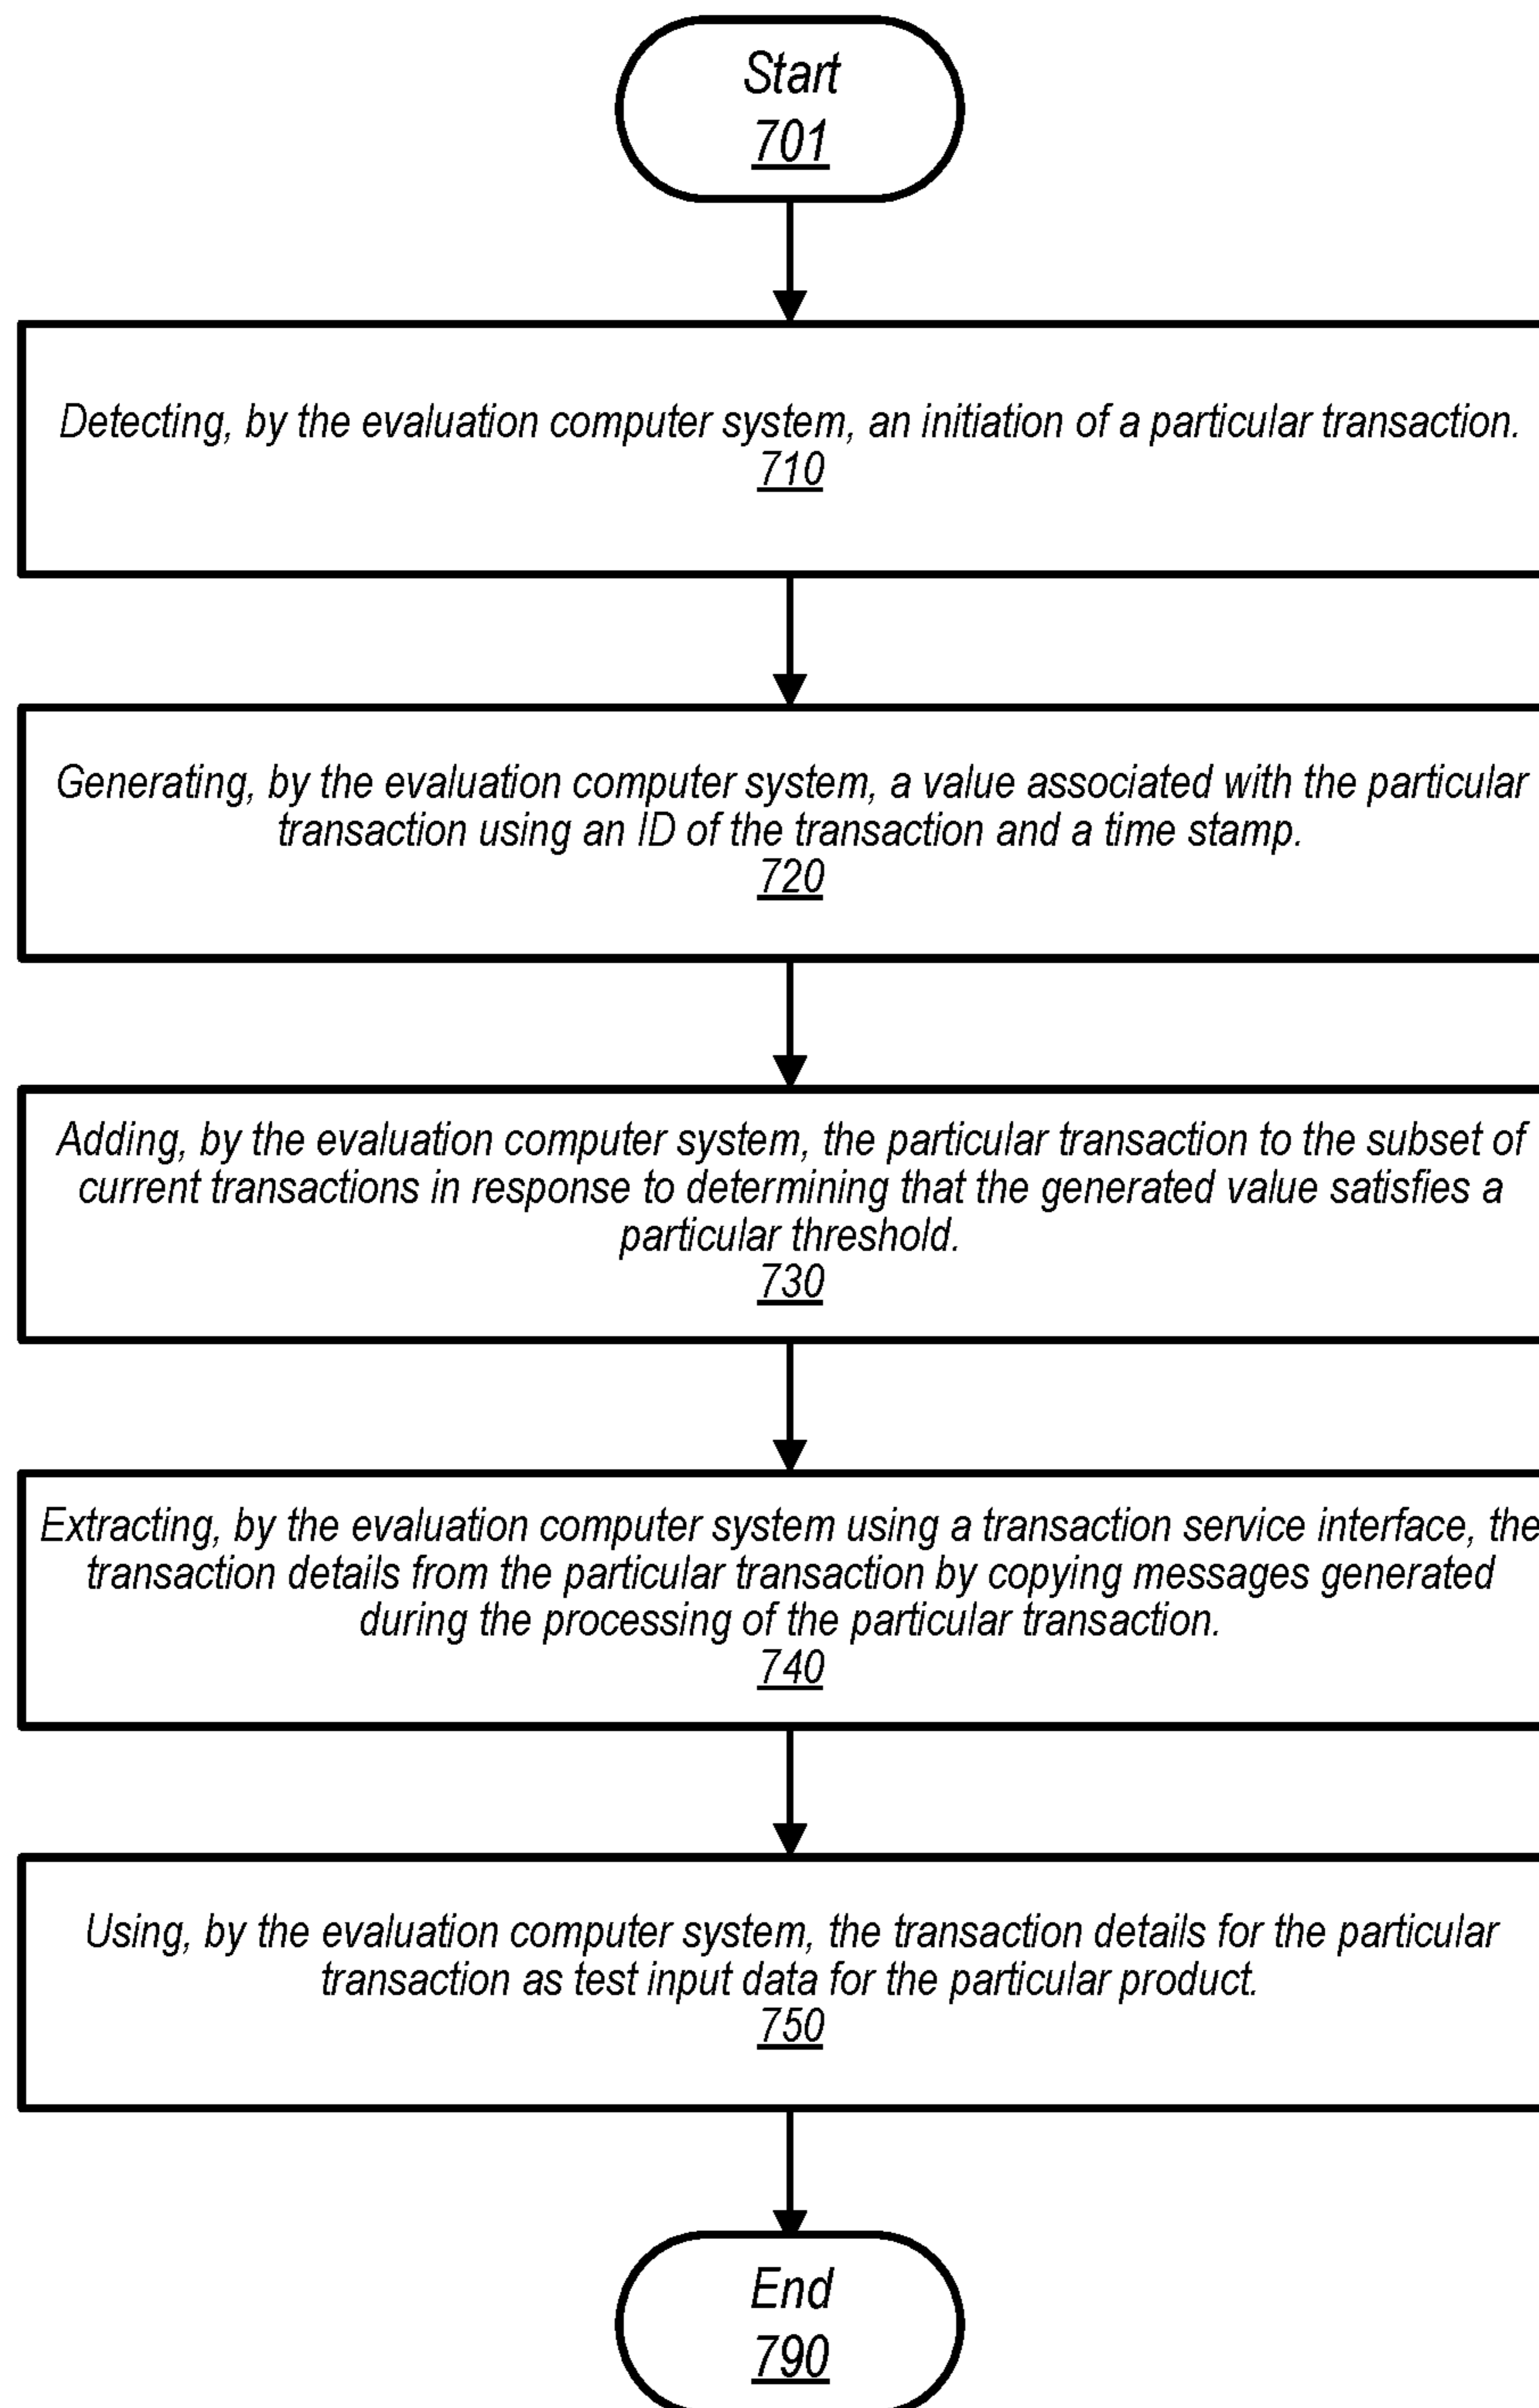 Start
701
Detecting, by the evaluation computer system, an initiation of a particular transaction.
710
Generating, by the evaluation computer system, a value associated with the particular
transaction using an ID of the transaction and a time stamp.
720
Adding, by the evaluation computer system, the particular transaction to the subset of
current transactions in response to determining that the generated value satisfies a
particular threshold.
730
Extracting, by the evaluation computer system using a transaction service interface, the
transaction details from the particular transaction by copying messages generated
during the processing of the particular transaction.
740
Using, by the evaluation computer system, the transaction details for the particular
transaction as test input data for the particular product.
750
End
790